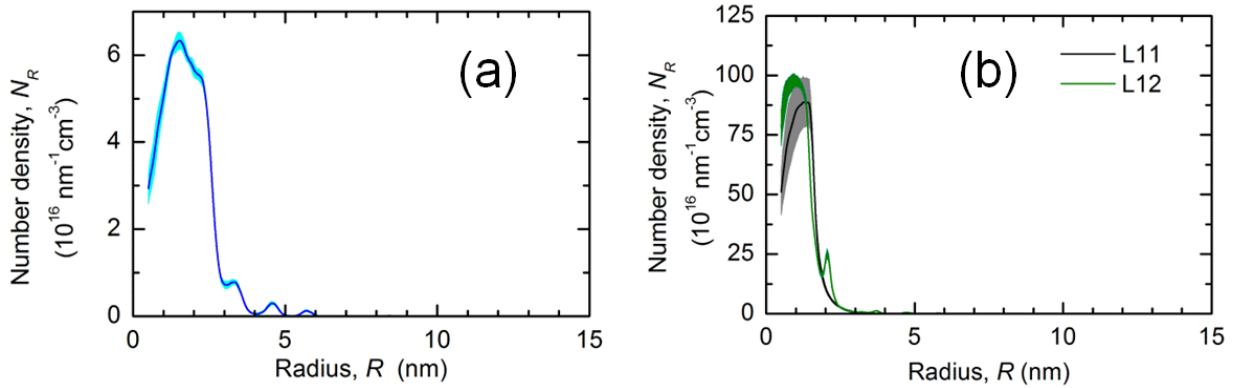 (a)
Number density, N_R
(10^16 nm^-1cm^-3)
6
4
2
0
0
5
10
15
Radius, R (nm)
(b)
L11
L12
Number density, N_R
(10^16 nm^-1cm^-3)
125
100
75
50
25
0
0
5
10
15
Radius, R (nm)